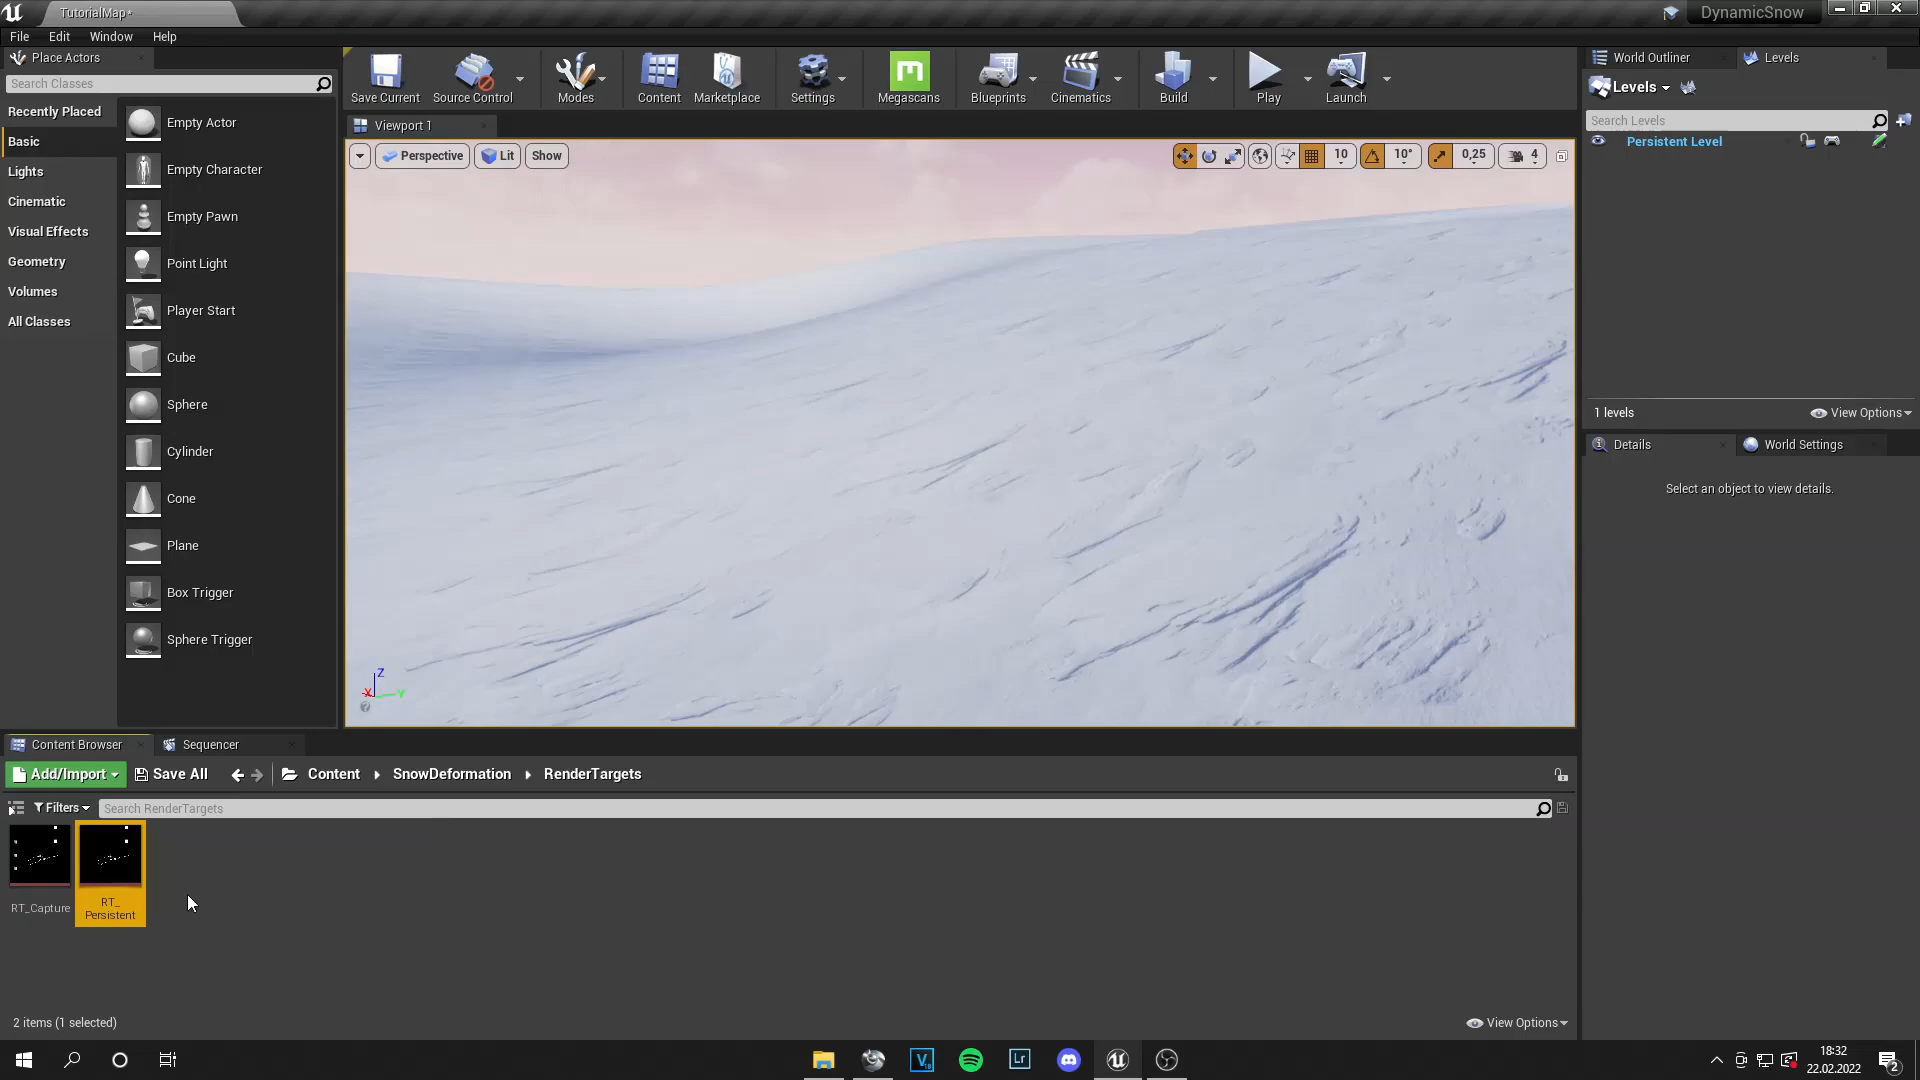 TutorialMap*
DynamicSnow
File Edit Window Help
Place Actors
Search Classes
Recently Placed
Basic
Lights
Cinematic
Visual Effects
Geometry
Volumes
All Classes
Empty Actor
Empty Character
Empty Pawn
Point Light
Player Start
Cube
Sphere
Cylinder
Cone
Plane
Box Trigger
Sphere Trigger
Save Current Source Control Modes Content Marketplace Settings Megascans Blueprints Cinematics Build Play Launch
Viewport 1
Perspective Lit Show
10 10° 0,25 4
Z
X Y
World Outliner Levels
Levels
Search Levels
Persistent Level
1 levels
View Options
Details World Settings
Select an object to view details.
Content Browser Sequencer
Add/Import Save All Content SnowDeformation RenderTargets
Filters Search RenderTargets
RT_Capture
RT_
Persistent
2 items (1 selected)
View Options
Lr
18:32
22.02.2022
2